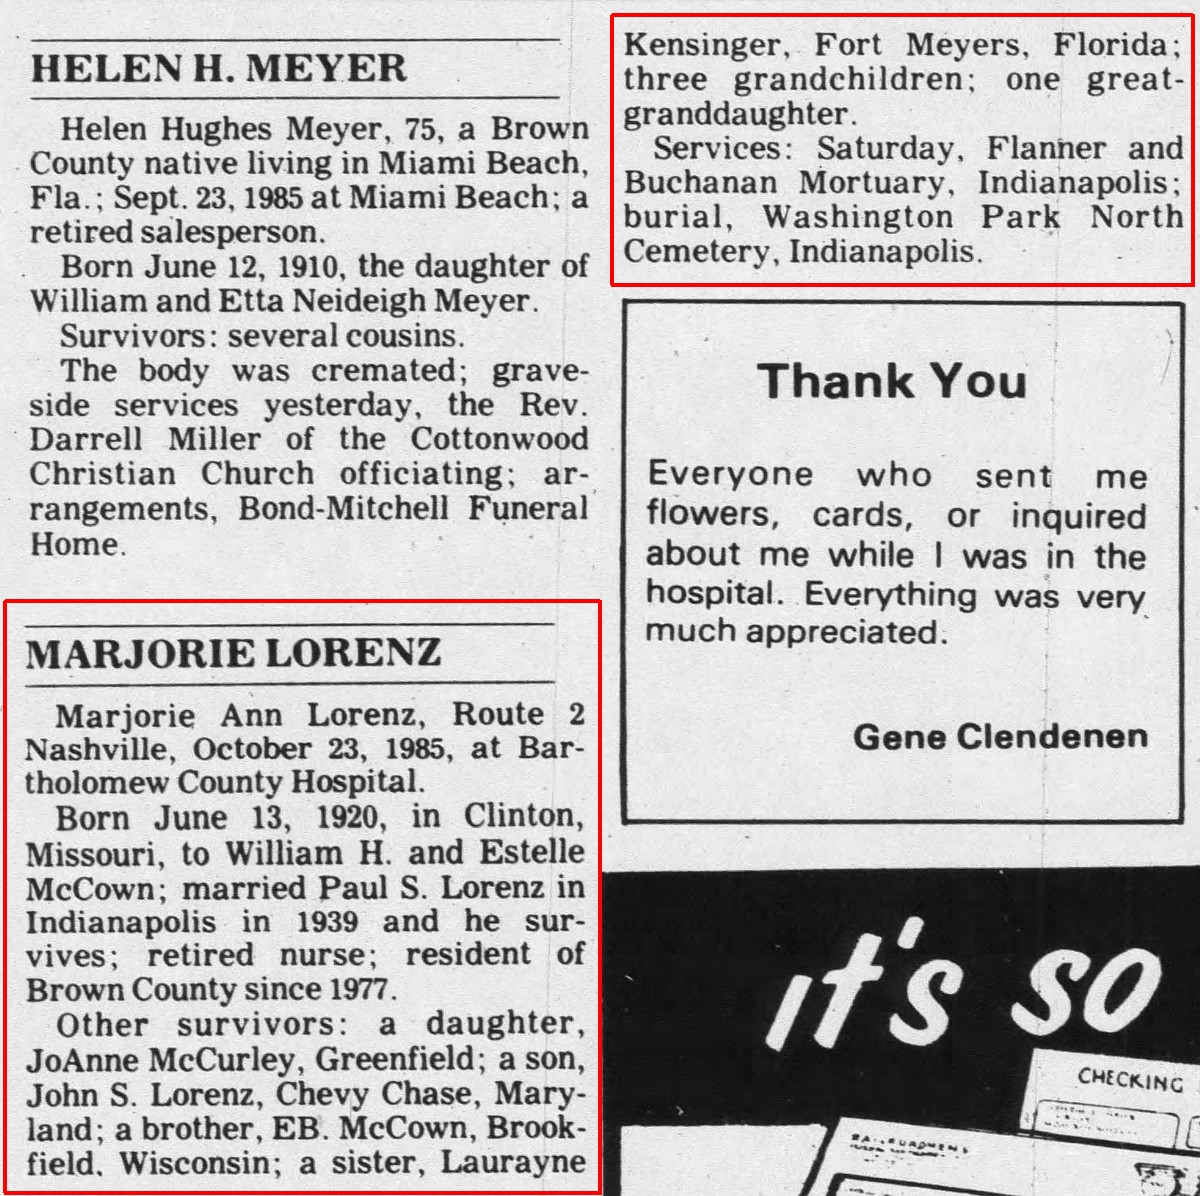 HELEN H. MEYER
Helen Hughes Meyer, 75, a Brown
County native living in Miami Beach,
Fla.; Sept. 23, 1985 at Miami Beach; a
retired salesperson.
Born June 12, 1910, the daughter of
William and Etta Neideigh Meyer.
Survivors: several cousins.
The body was cremated; grave-
side services yesterday, the Rev.
Darrell Miller of the Cottonwood
Christian Church officiating; ar-
rangements, Bond-Mitchell Funeral
Home.
MARJORIE LORENZ
Marjorie Ann Lorenz, Route 2
Nashville, October 23, 1985, at Bar-
tholomew County Hospital.
Born June 13, 1920, in Clinton,
Missouri, to William H. and Estelle
McCown; married Paul S. Lorenz in
Indianapolis in 1939 and he sur-
vives; retired nurse; resident of
Brown County since 1977.
Other survivors: a daughter,
JoAnne McCurley, Greenfield; a son,
John S. Lorenz, Chevy Chase, Mary-
land; a brother, EB. McCown, Brook-
field, Wisconsin; a sister, Laurayne
Kensinger, Fort Meyers, Florida;
three grandchildren; one great-
granddaughter.
Services: Saturday, Flanner and
Buchanan Mortuary, Indianapolis;
burial, Washington Park North
Cemetery, Indianapolis.
Thank You
Everyone who sent me
flowers, cards, or inquired
about me while I was in the
hospital. Everything was very
much appreciated.
Gene Clendenen
it's so
CHECKING